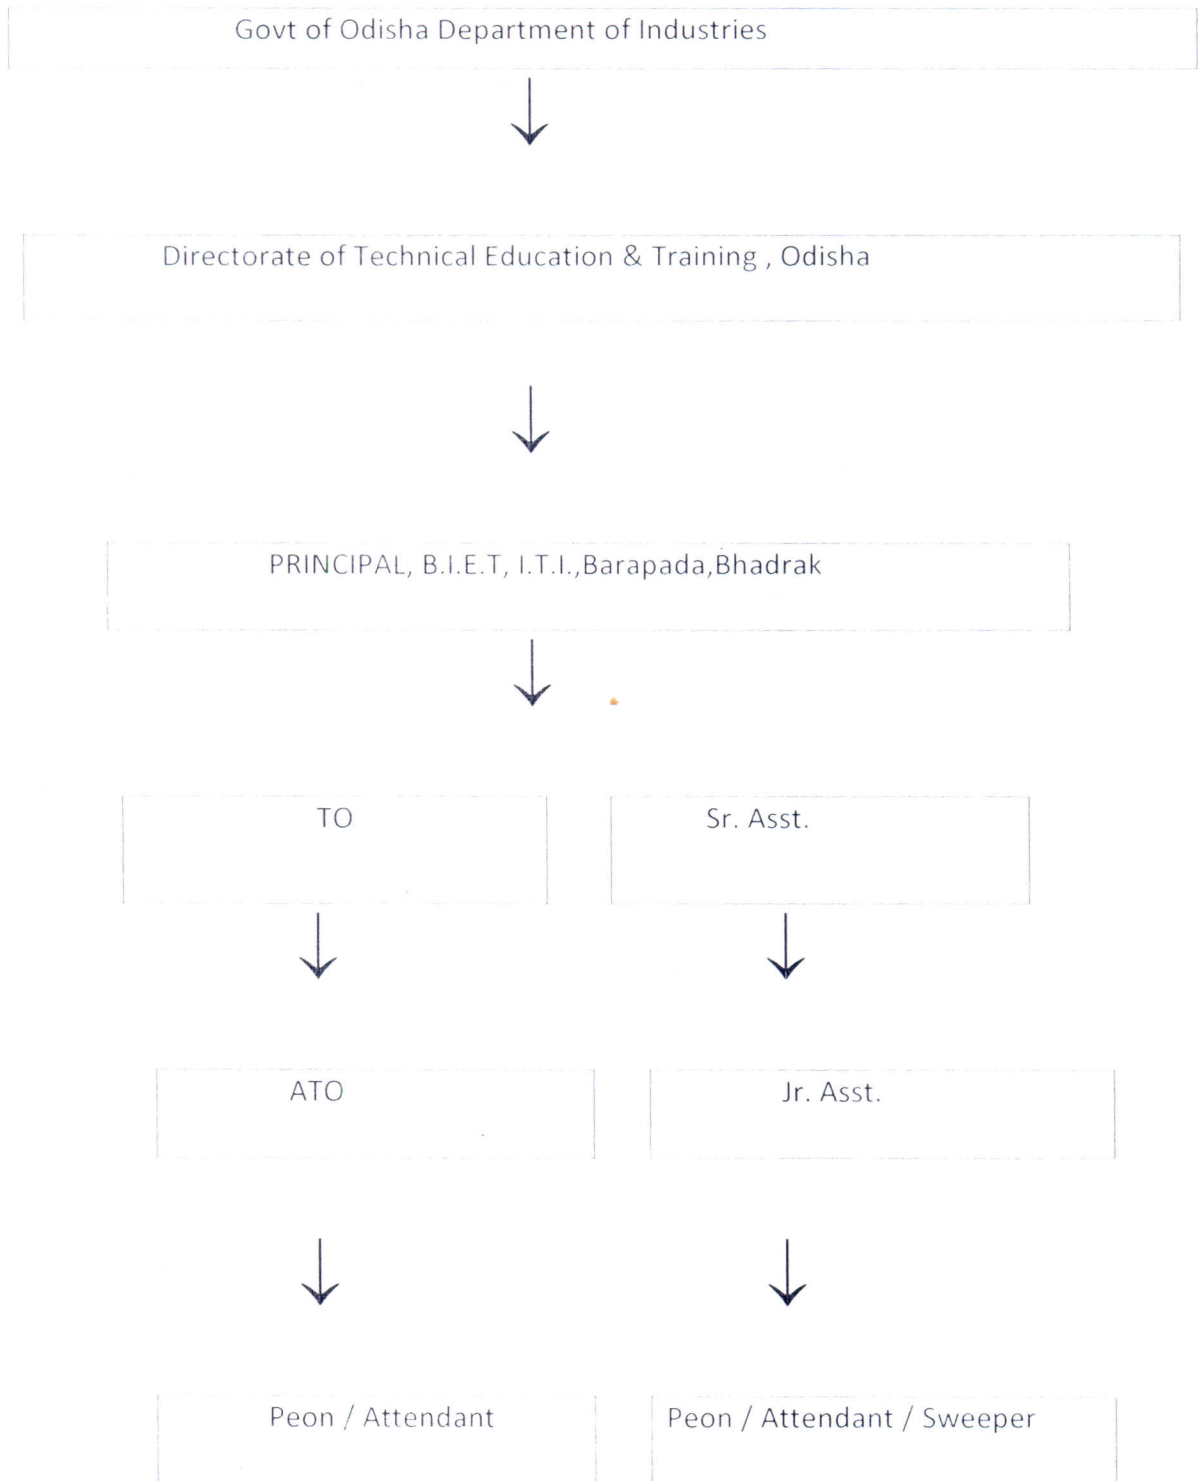 Govt of Odisha Department of Industries
Directorate of Technical Education & Training , Odisha
PRINCIPAL, B.I.E.T, I.T.I.,Barapada,Bhadrak
TO
Sr. Asst.
ATO
Jr. Asst.
Peon / Attendant
Peon / Attendant / Sweeper